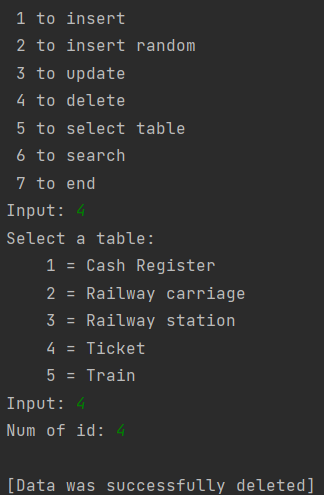 1 to insert
2 to insert random
3 to update
4 to delete
5 to select table
6 to search
7 to end
Input: 4
Select a table:
1 = Cash Register
2 = Railway carriage
3 = Railway station
4 = Ticket
5 = Train
Input: 4
Num of id: 4
[Data was successfully deleted]